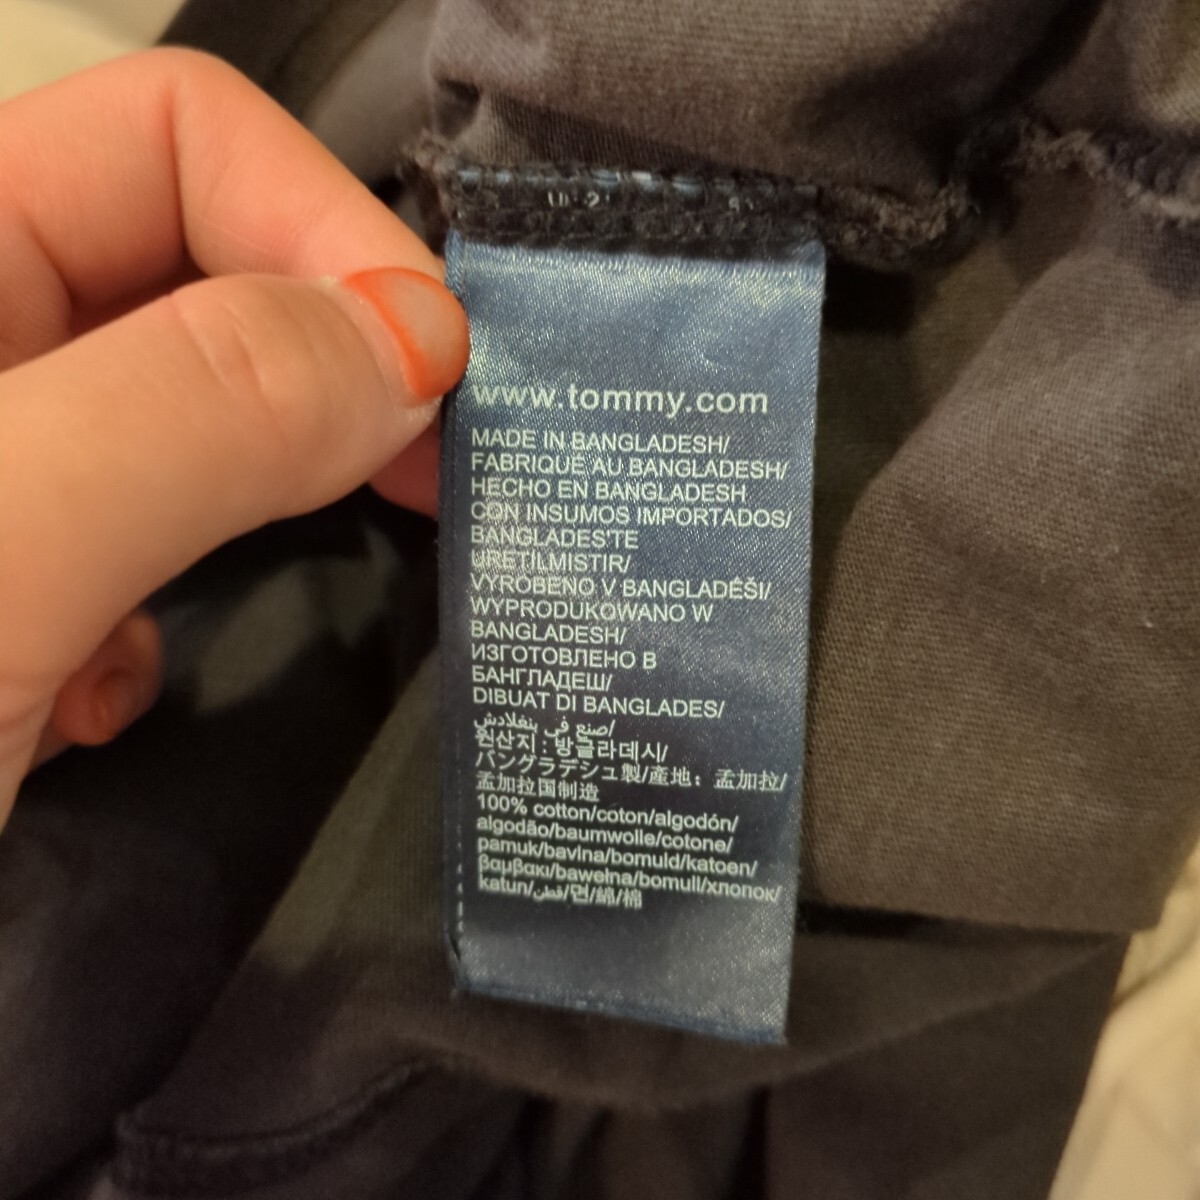 www.tommy.com
MADE IN BANGLADESH/
FABRIQUÉ AU BANGLADESH/
HECHO EN BANGLADESH
CON INSUMOS IMPORTADOS/
BANGLADES'TE
URETILMISTIR/
VYROBENO V BANGLADÉŠI/
WYPRODUKOWANO W
BANGLADESH/
ИЗГОТОВЛЕНО В
БАНГЛАДЕШ/
DIBUAT DI BANGLADES/
صنع في بنغلادش/
원산지 : 방글라데시/
バングラデシュ製/産地：孟加拉/
孟加拉国制造
100% cotton/coton/algodón/
algodão/baumwolle/cotone/
pamuk/bavlna/bomuld/katoen/
βαμβακι/bawełna/bomull/хлопок/
katun/قطن/면/綿/棉